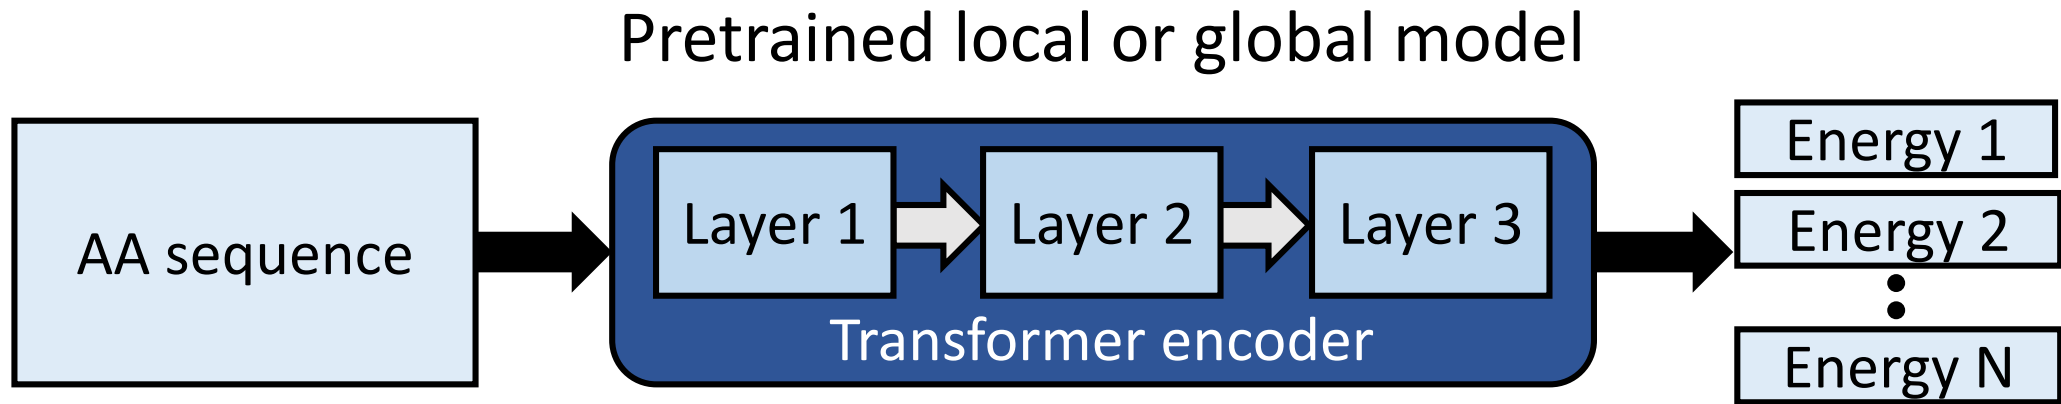 Pretrained local or global model
AA sequence
Layer 1
Layer 2
Layer 3
Transformer encoder
Energy 1
Energy 2
Energy N